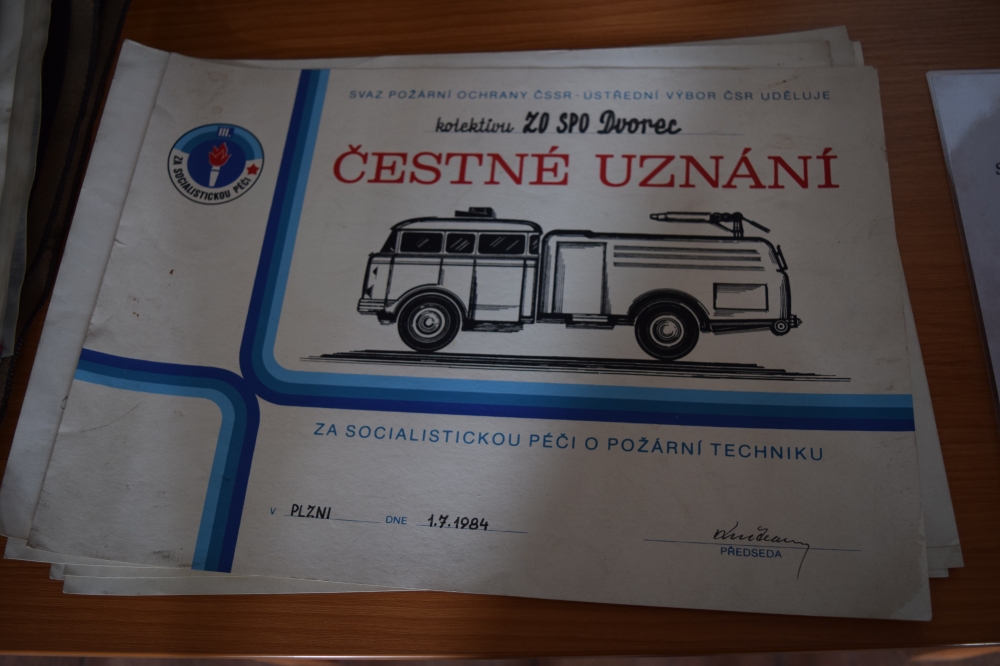 SVAZ POŽÁRNÍ OCHRANY ČSSR - ÚSTŘEDNÍ VÝBOR ČSR UDĚLUJE
kolektivu ZO SPO Dvorec
ČESTNÉ UZNÁNÍ
III.
ZA SOCIALISTICKOU PÉČI
ZA SOCIALISTICKOU PÉČI O POŽÁRNÍ TECHNIKU
V PLZNI DNE 1.7.1984
PŘEDSEDA